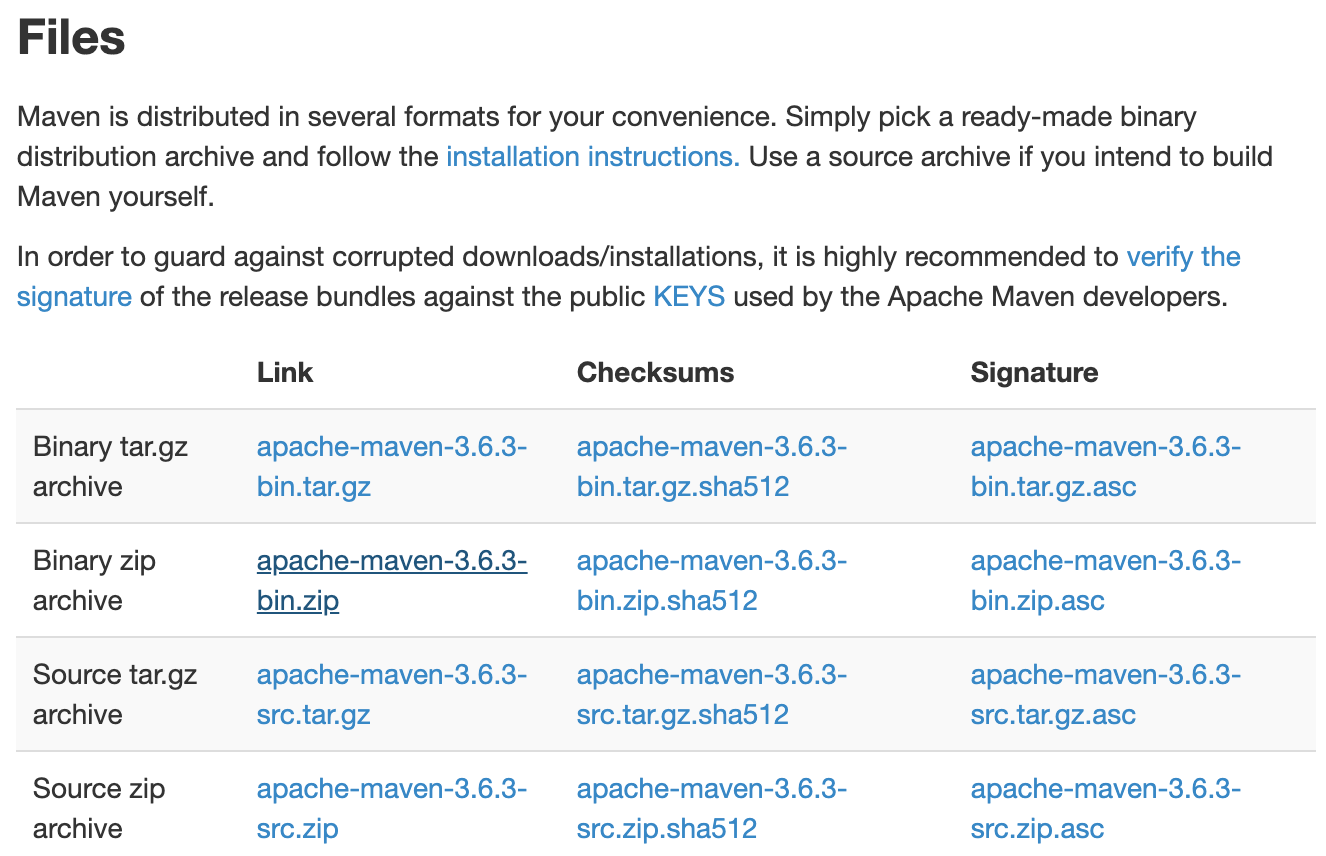 Files
Maven is distributed in several formats for your convenience. Simply pick a ready-made binary
distribution archive and follow the installation instructions. Use a source archive if you intend to build
Maven yourself.
In order to guard against corrupted downloads/installations, it is highly recommended to verify the
signature of the release bundles against the public KEYS used by the Apache Maven developers.
Link Checksums Signature
Binary tar.gz apache-maven-3.6.3- apache-maven-3.6.3- apache-maven-3.6.3-
archive bin.tar.gz bin.tar.gz.sha512 bin.tar.gz.asc
Binary zip apache-maven-3.6.3- apache-maven-3.6.3- apache-maven-3.6.3-
archive bin.zip bin.zip.sha512 bin.zip.asc
Source tar.gz apache-maven-3.6.3- apache-maven-3.6.3- apache-maven-3.6.3-
archive src.tar.gz src.tar.gz.sha512 src.tar.gz.asc
Source zip apache-maven-3.6.3- apache-maven-3.6.3- apache-maven-3.6.3-
archive src.zip src.zip.sha512 src.zip.asc